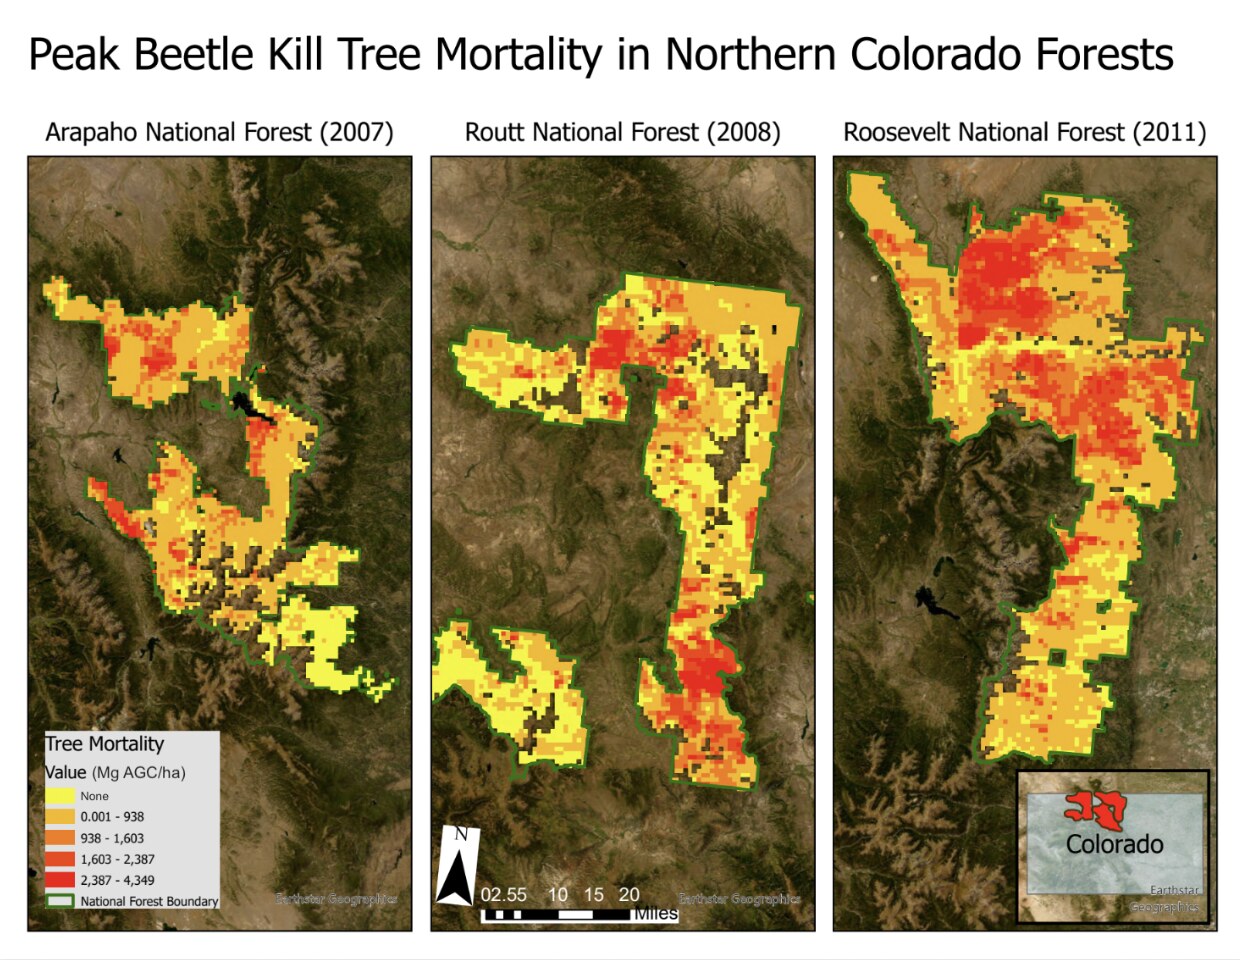 Peak Beetle Kill Tree Mortality in Northern Colorado Forests
Arapaho National Forest (2007)
Routt National Forest (2008)
Roosevelt National Forest (2011)
Tree Mortality
Value (Mg AGC/ha)
None
0.001 - 938
938 - 1,603
1,603 - 2,387
2,387 - 4,349
National Forest Boundary
Earthstar Geographics
N
02.55 10 15 20
Miles
Earthstar Geographics
Colorado
Earthstar
Geographics